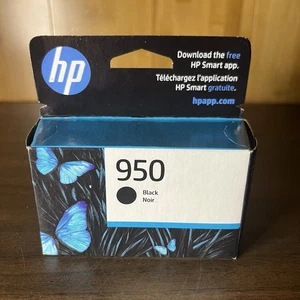 hp
Download the free
HP Smart app.
Téléchargez l'application
HP Smart gratuite.
hpapp.com
950
Black
Noir